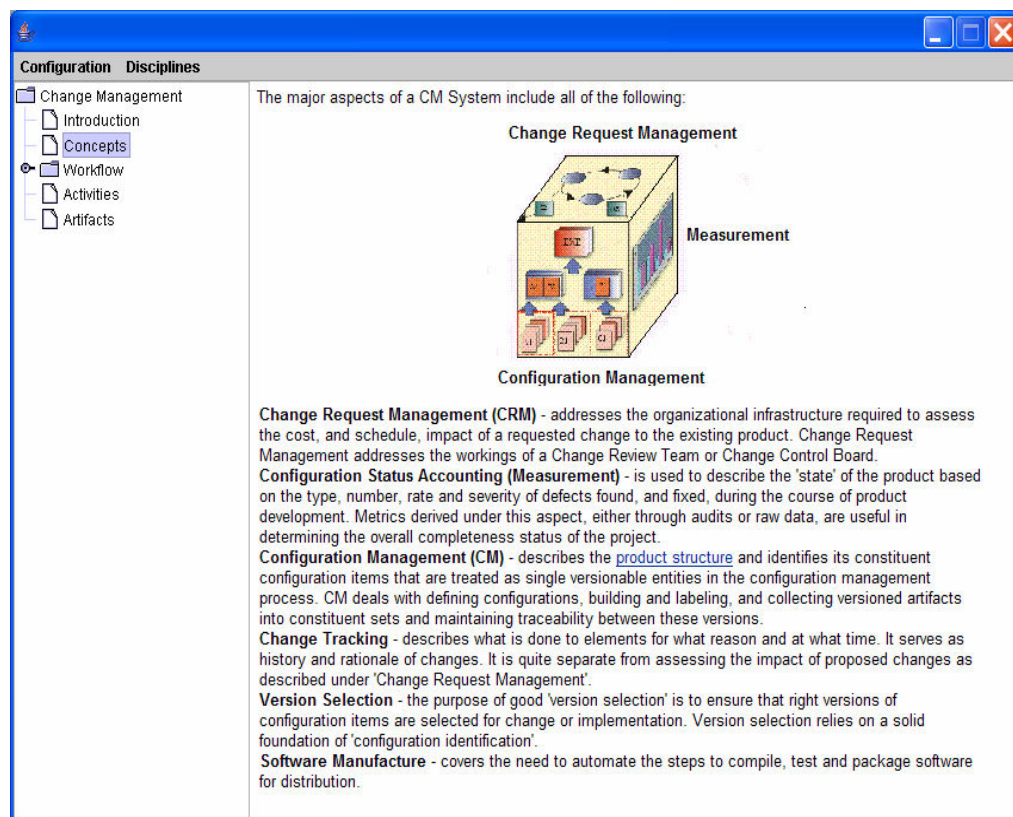 Configuration Disciplines
Change Management
Introduction
Concepts
Workflow
Activities
Artifacts
The major aspects of a CM System include all of the following:
Change Request Management
Measurement
EXE
Configuration Management
Change Request Management (CRM) - addresses the organizational infrastructure required to assess
the cost, and schedule, impact of a requested change to the existing product. Change Request
Management addresses the workings of a Change Review Team or Change Control Board.
Configuration Status Accounting (Measurement) - is used to describe the 'state' of the product based
on the type, number, rate and severity of defects found, and fixed, during the course of product
development. Metrics derived under this aspect, either through audits or raw data, are useful in
determining the overall completeness status of the project.
Configuration Management (CM) - describes the product structure and identifies its constituent
configuration items that are treated as single versionable entities in the configuration management
process. CM deals with defining configurations, building and labeling, and collecting versioned artifacts
into constituent sets and maintaining traceability between these versions.
Change Tracking - describes what is done to elements for what reason and at what time. It serves as
history and rationale of changes. It is quite separate from assessing the impact of proposed changes as
described under 'Change Request Management'.
Version Selection - the purpose of good 'version selection' is to ensure that right versions of
configuration items are selected for change or implementation. Version selection relies on a solid
foundation of 'configuration identification'.
Software Manufacture - covers the need to automate the steps to compile, test and package software
for distribution.